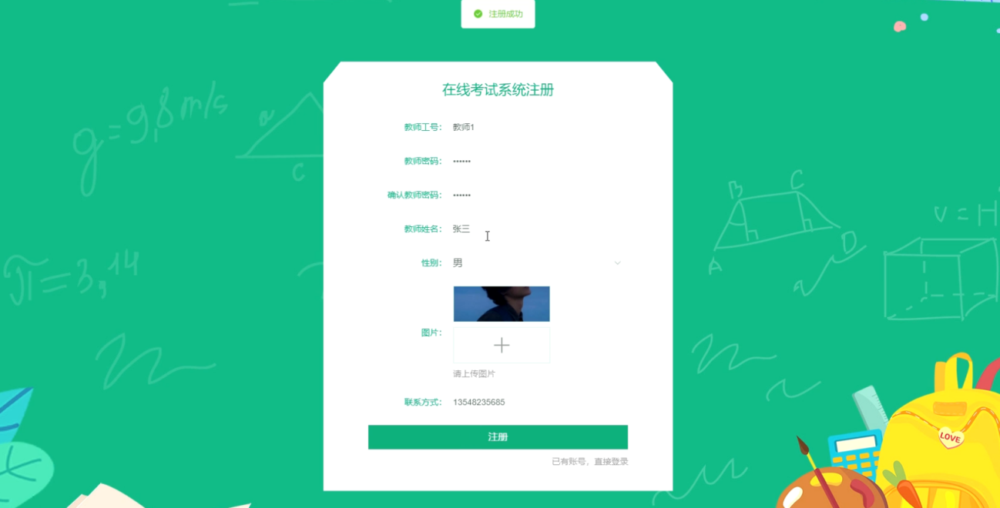 注册成功
在线考试系统注册
教师工号： 教师1
教师密码： ••••••
确认教师密码： ••••••
教师姓名： 张三
性别： 男
图片：
请上传图片
联系方式： 13548235685
注册
已有账号，直接登录
g=9,8m/s
a
c
π=3,14
B
C
A
D
a
V=H
LOVE